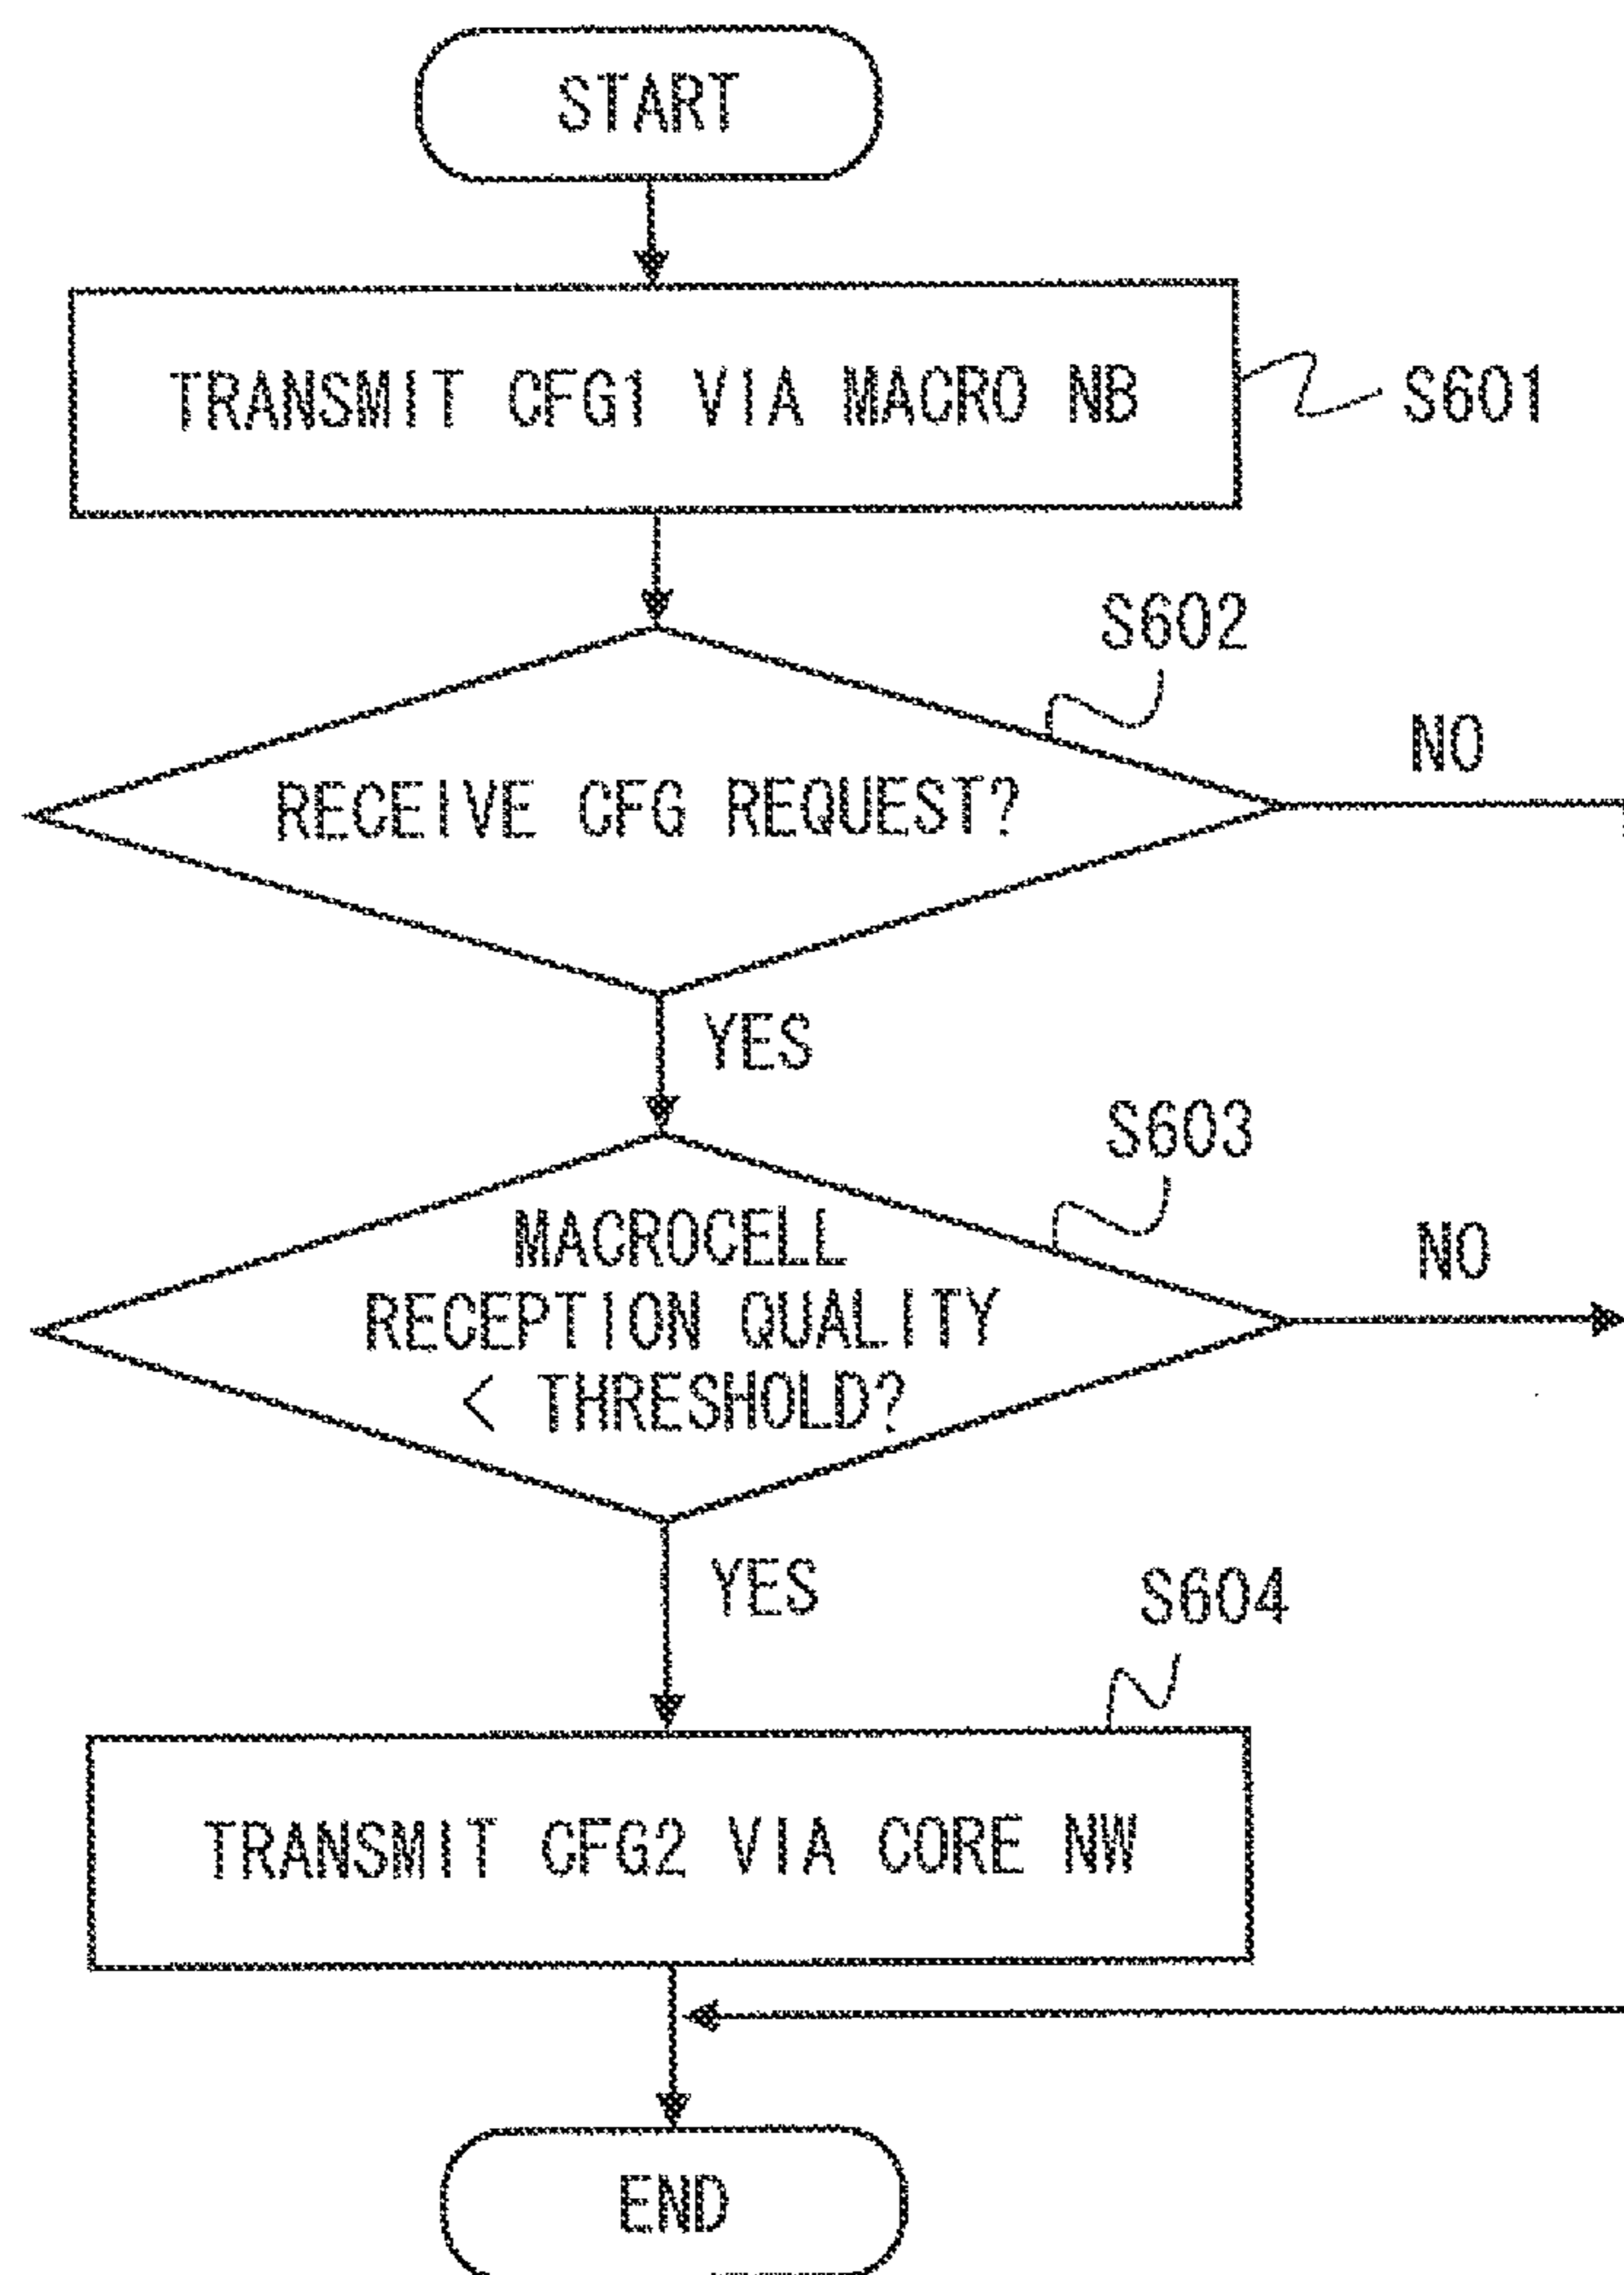 START
TRANSMIT CFG1 VIA MACRO NB
S601
S602
RECEIVE CFG REQUEST?
NO
YES
S603
MACROCELL
RECEPTION QUALITY
< THRESHOLD?
NO
YES
S604
TRANSMIT CFG2 VIA CORE NW
END